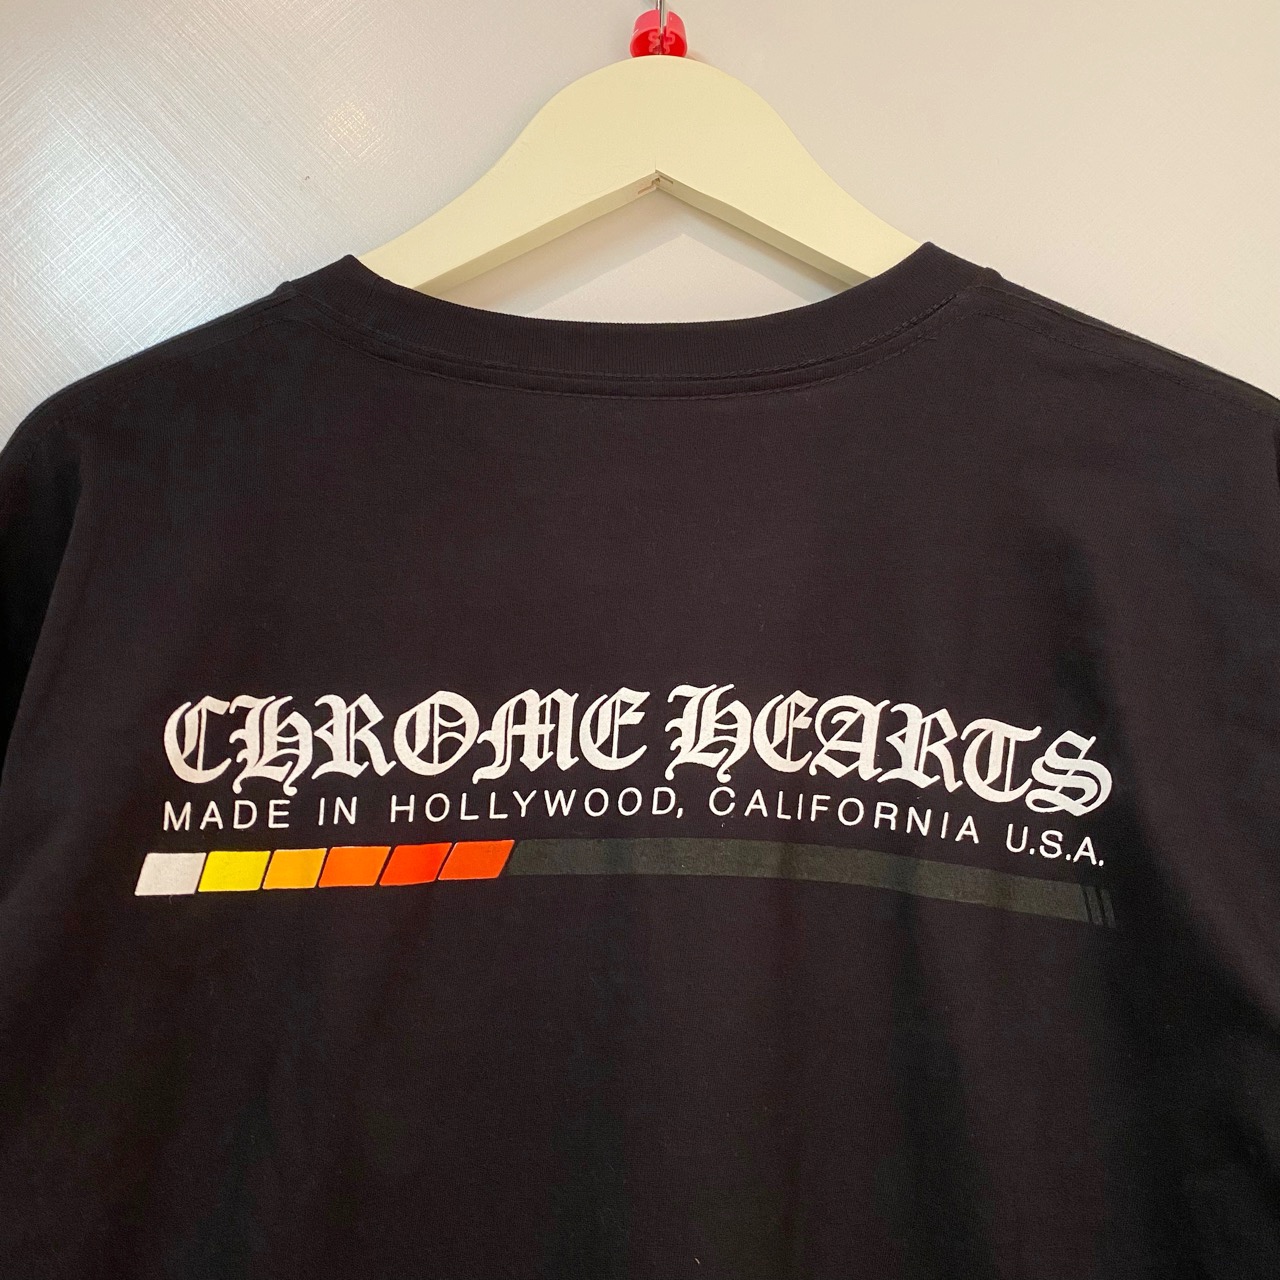 CHROME HEARTS
MADE IN HOLLYWOOD, CALIFORNIA U.S.A.